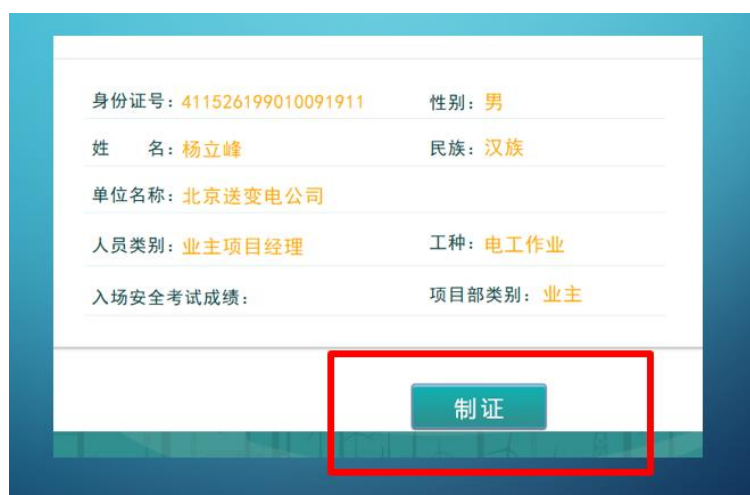 身份证号：411526199010091911 性别：男
姓 名：杨立峰 民族：汉族
单位名称：北京送变电公司
人员类别：业主项目经理 工种：电工作业
入场安全考试成绩： 项目部类别：业主
制证